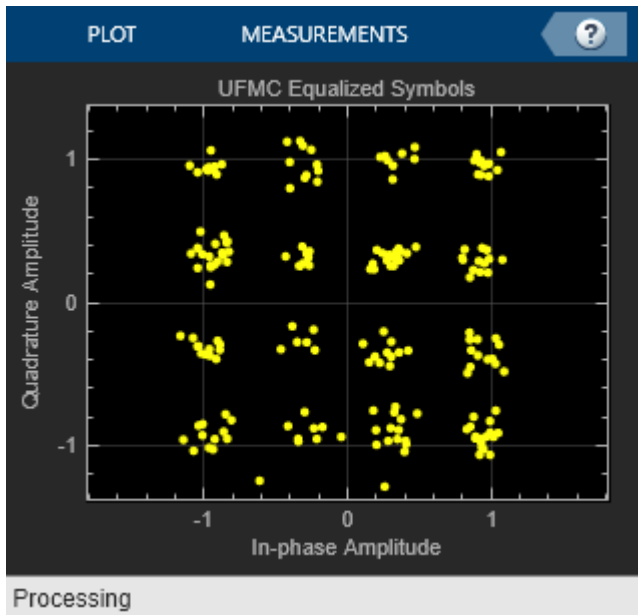 PLOT MEASUREMENTS ?
UFMC Equalized Symbols
1
0
-1
Quadrature Amplitude
-1 0 1
In-phase Amplitude
Processing